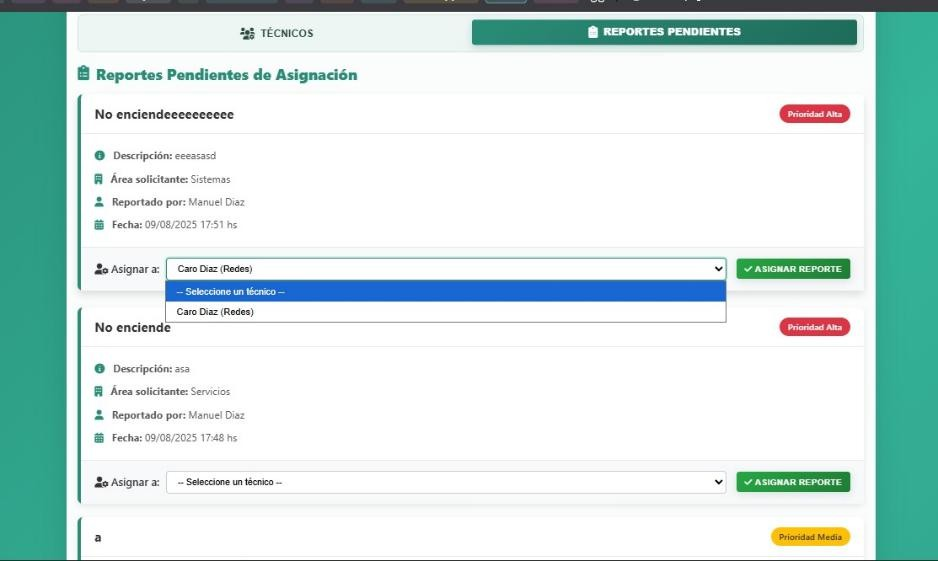 TÉCNICOS
REPORTES PENDIENTES
Reportes Pendientes de Asignación
No enciendeeeeeeeeee
Prioridad Alta
Descripción: eeeasasd
Área solicitante: Sistemas
Reportado por: Manuel Diaz
Fecha: 09/08/2025 17:51 hs
Asignar a: Caro Diaz (Redes) ASIGNAR REPORTE
-- Seleccione un técnico --
Caro Diaz (Redes)
No enciende
Prioridad Alta
Descripción: asa
Área solicitante: Servicios
Reportado por: Manuel Diaz
Fecha: 09/08/2025 17:48 hs
Asignar a: -- Seleccione un técnico -- ASIGNAR REPORTE
a
Prioridad Media